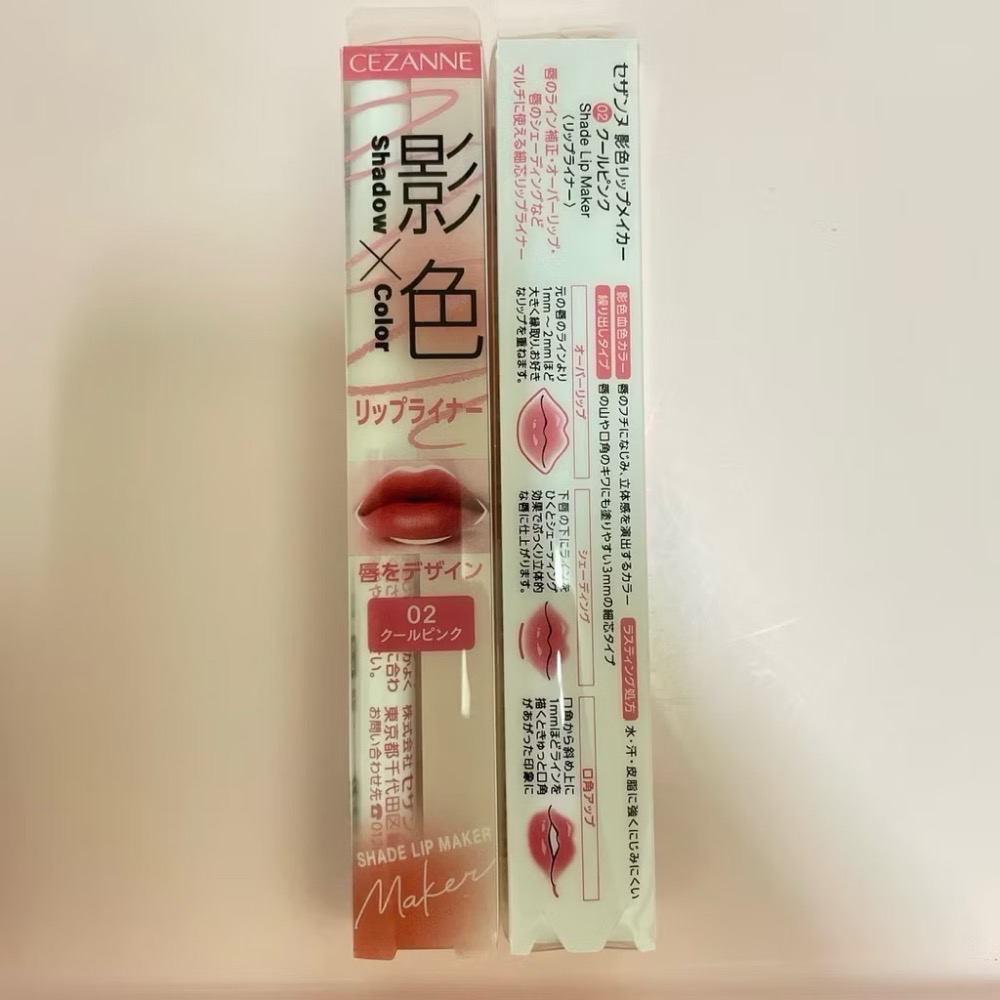 CEZANNE
影色
Shadow × Color
リップライナー
唇をデザイン
02
クールピンク
に合わ
株式会社セザン
東京都千代田区
お問い合わせ先☎
SHADE LIP MAKER
Maker
セザンヌ 影色リップメイカー
02 クールピンク
Shade Lip Maker
〈リップライナー〉
唇のライン補正・オーバーリップ・
唇のシェーディングなど
マルチに使える細芯リップライナー
影色血色カラー 唇のフチになじみ、立体感を演出するカラー
繰り出しタイプ 唇の山や口角のキワにも塗りやすい3mmの細芯タイプ
ラスティング処方 水・汗・皮脂に強くにじみにくい
オーバーリップ
元の唇のラインより
1mm～2mmほど
大きく縁取り、お好き
なリップを重ねます。
シェーディング
下唇の下にラインを
ひくとシェーディング
効果でぷっくり立体的
な唇に仕上がります。
口角アップ
口角から斜め上に
1mmほどラインを
描くときゅっと口角
があがった印象に